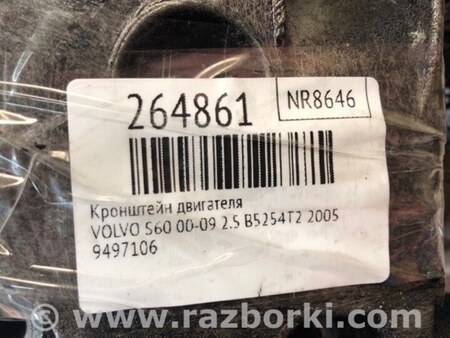 264861
NR8646
Кронштейн двигателя
VOLVO S60 00-09 2.5 B5254T2 2005
9497106
© www.razborki.com